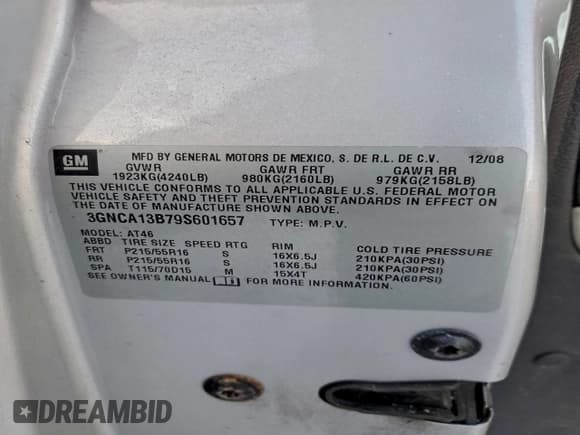 GM MFD BY GENERAL MOTORS DE MEXICO, S. DE R.L. DE C.V. 12/08
GVWR GAWR FRT GAWR RR
1923KG(4240LB) 980KG(2160LB) 979KG(2158LB)
THIS VEHICLE CONFORMS TO ALL APPLICABLE U.S. FEDERAL MOTOR
VEHICLE SAFETY AND THEFT PREVENTION STANDARDS IN EFFECT ON
THE DATE OF MANUFACTURE SHOWN ABOVE.
3GNCA13B79S601657 TYPE: M.P.V.
MODEL: AT46
ABBD TIRE SIZE SPEED RTG RIM COLD TIRE PRESSURE
FRT P215/55R16 S 16X6.5J 210KPA(30PSI)
RR P215/55R16 S 16X6.5J 210KPA(30PSI)
SPA T115/70D15 M 15X4T 420KPA(60PSI)
SEE OWNER'S MANUAL FOR MORE INFORMATION.
DREAMBID